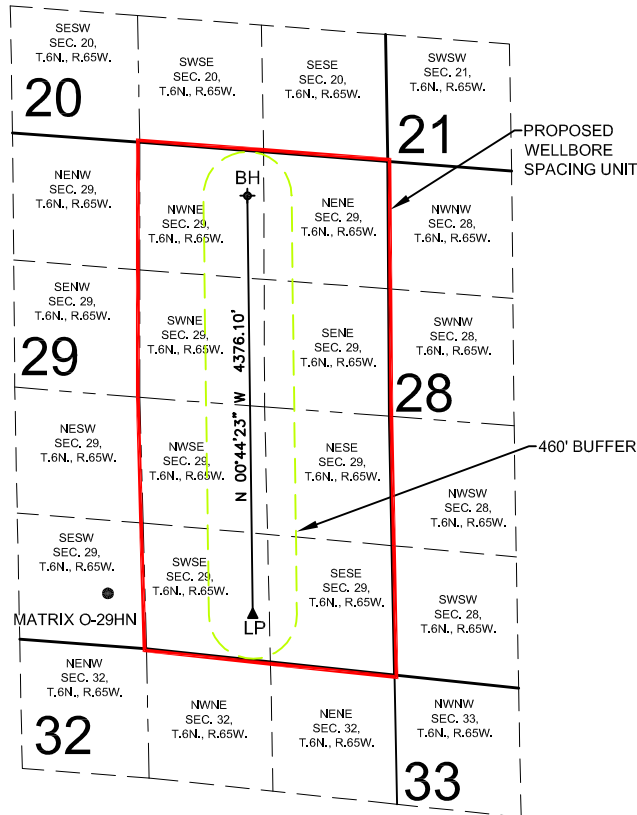 SESW
SEC. 20,
T.6N., R.65W.
SWSE
SEC. 20,
T.6N., R.65W.
SESE
SEC. 20,
T.6N., R.65W.
SWSW
SEC. 21,
T.6N., R.65W.
20
21
PROPOSED
WELLBORE
SPACING UNIT
NENW
SEC. 29,
T.6N., R.65W.
NWNE
SEC. 29,
T.6N., R.65W.
BH
NENE
SEC. 29,
T.6N., R.65W.
NWNW
SEC. 28,
T.6N., R.65W.
SENW
SEC. 29,
T.6N., R.65W.
SWNE
SEC. 29,
T.6N., R.65W.
N 00°44'23" W 4376.10'
SENE
SEC. 29,
T.6N., R.65W.
SWNW
SEC. 28,
T.6N., R.65W.
29
28
NESW
SEC. 29,
T.6N., R.65W.
NWSE
SEC. 29,
T.6N., R.65W.
NESE
SEC. 29,
T.6N., R.65W.
460' BUFFER
NWSW
SEC. 28,
T.6N., R.65W.
SESW
SEC. 29,
T.6N., R.65W.
SWSE
SEC. 29,
T.6N., R.65W.
SESE
SEC. 29,
T.6N., R.65W.
SWSW
SEC. 28,
T.6N., R.65W.
MATRIX O-29HN
LP
NENW
SEC. 32,
T.6N., R.65W.
NWNE
SEC. 32,
T.6N., R.65W.
NENE
SEC. 32,
T.6N., R.65W.
NWNW
SEC. 33,
T.6N., R.65W.
32
33